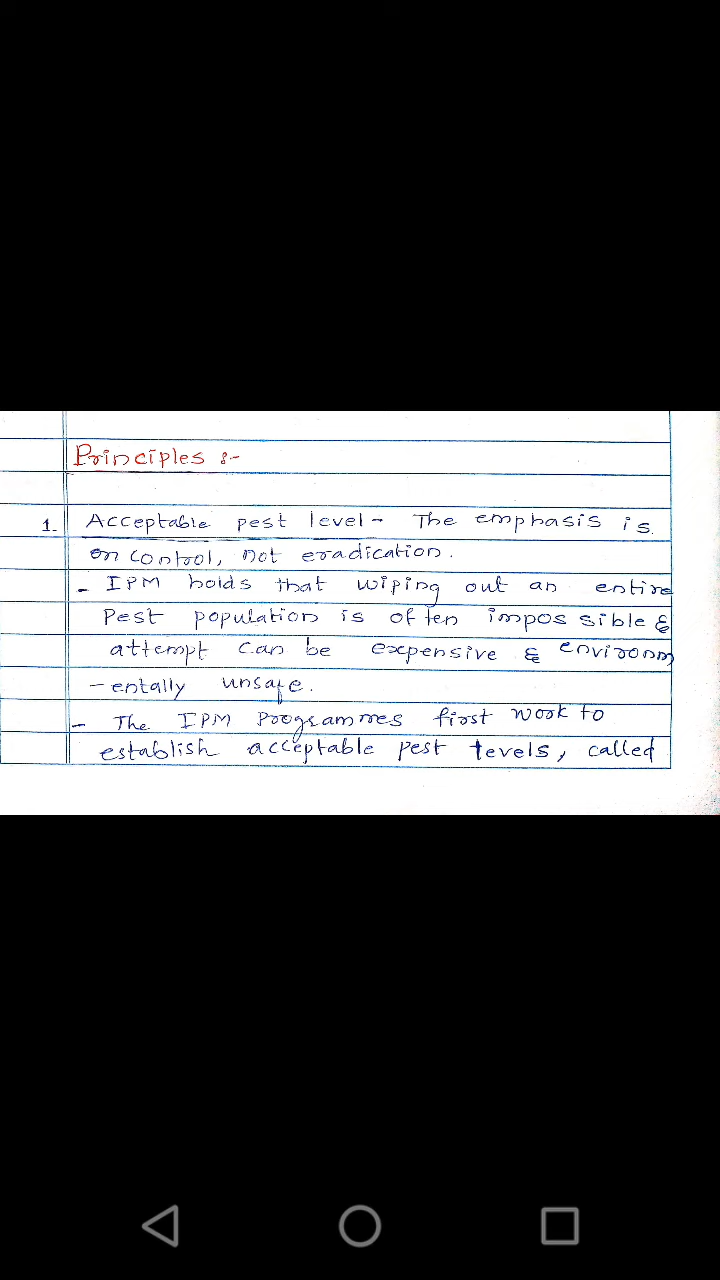 Principles :-
1. Acceptable pest level - The emphasis is
on control, not eradication.
- IPM holds that wiping out an entire
Pest population is often impossible &
attempt can be expensive & environm
-entally unsafe.
- The IPM programmes first work to
establish acceptable pest levels, called